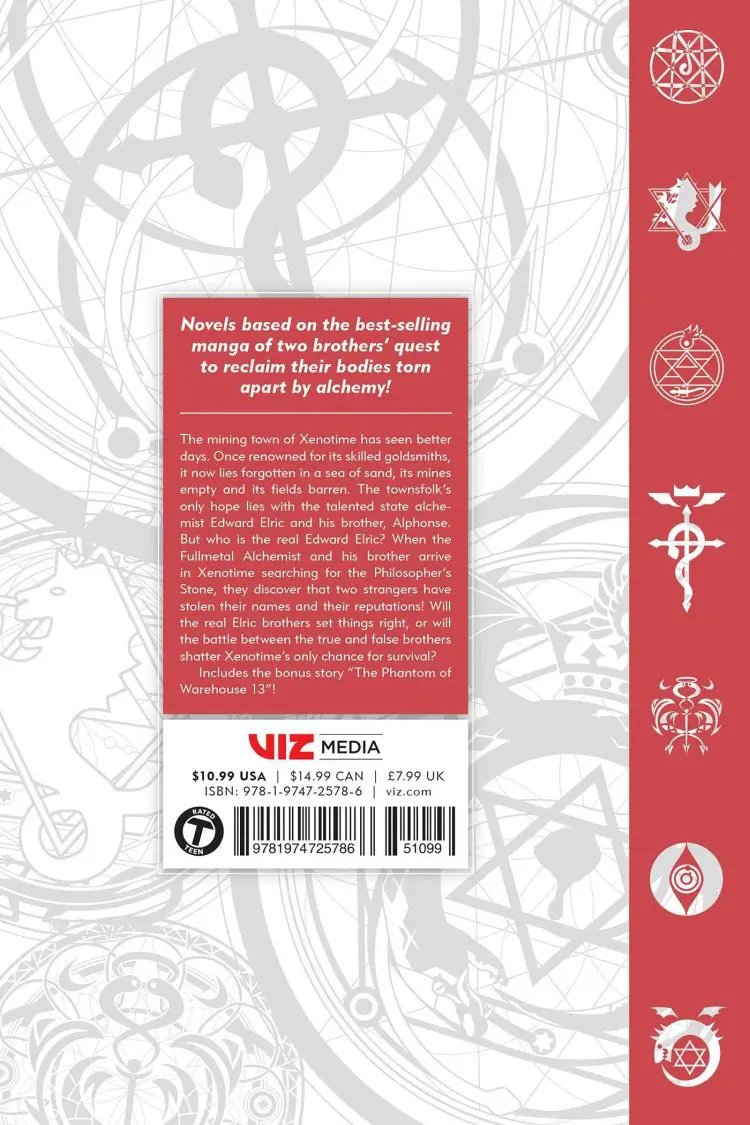 Novels based on the best-selling
manga of two brothers' quest
to reclaim their bodies torn
apart by alchemy!
The mining town of Xenotime has seen better
days. Once renowned for its skilled goldsmiths,
it now lies forgotten in a sea of sand, its mines
empty and its fields barren. The townsfolk's
only hope lies with the talented state alche-
mist Edward Elric and his brother, Alphonse.
But who is the real Edward Elric? When the
Fullmetal Alchemist and his brother arrive
in Xenotime searching for the Philosopher's
Stone, they discover that two strangers have
stolen their names and their reputations! Will
the real Elric brothers set things right, or will
the battle between the true and false brothers
shatter Xenotime's only chance for survival?
Includes the bonus story "The Phantom of
Warehouse 13"!
VIZ MEDIA
$10.99 USA | $14.99 CAN | £7.99 UK
ISBN: 978-1-9747-2578-6 | viz.com
RATED T TEEN
9781974725786 51099